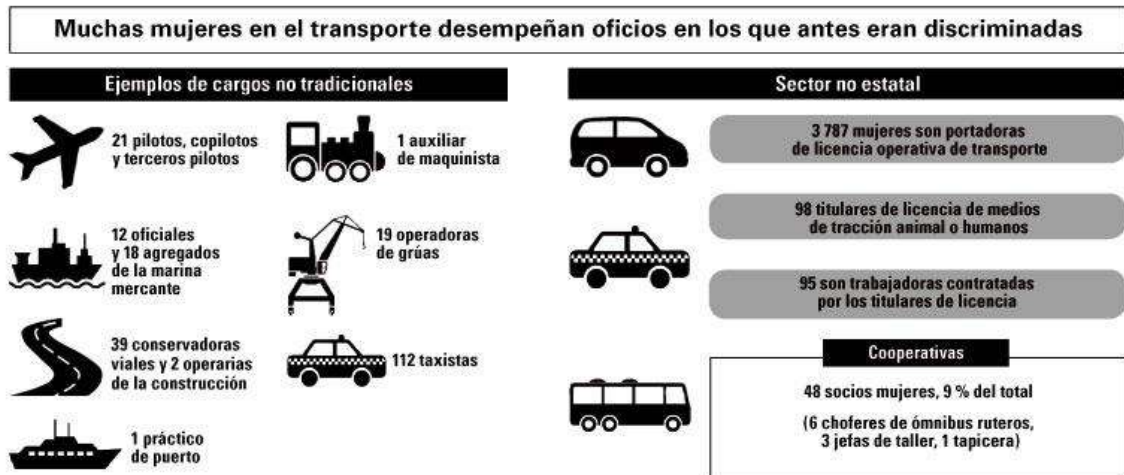 Muchas mujeres en el transporte desempeñan oficios en los que antes eran discriminadas
Ejemplos de cargos no tradicionales
21 pilotos, copilotos
y terceros pilotos
1 auxiliar
de maquinista
12 oficiales
y 18 agregados
de la marina
mercante
19 operadoras
de grúas
39 conservadoras
viales y 2 operarias
de la construcción
112 taxistas
1 práctico
de puerto
Sector no estatal
3 787 mujeres son portadoras
de licencia operativa de transporte
98 titulares de licencia de medios
de tracción animal o humanos
95 son trabajadoras contratadas
por los titulares de licencia
Cooperativas
48 socios mujeres, 9 % del total
(6 choferes de ómnibus ruteros,
3 jefas de taller, 1 tapicera)